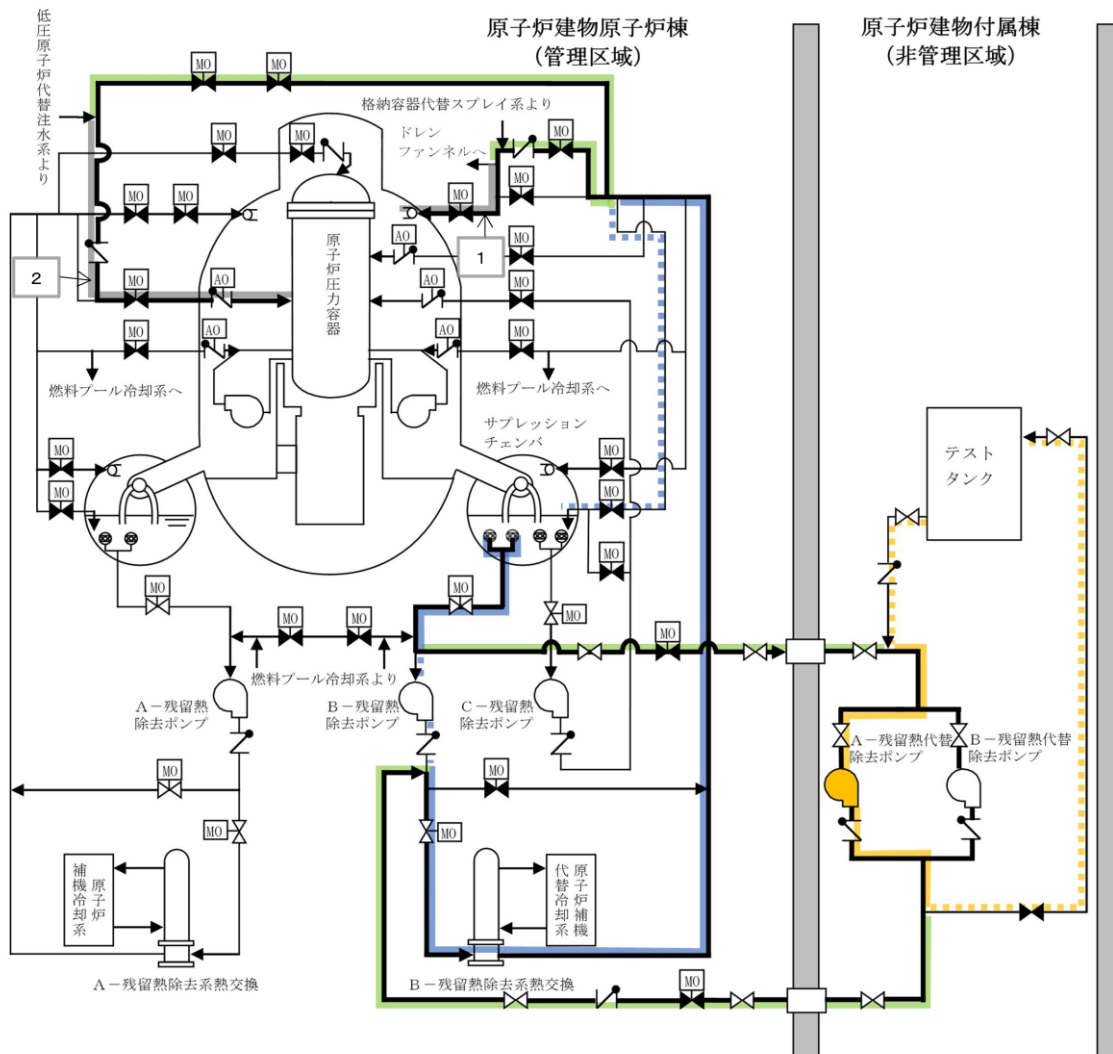 低圧原子炉代替注水系より
原子炉建物原子炉棟
(管理区域)
原子炉建物付属棟
(非管理区域)
MO
MO
格納容器代替スプレイ系より
ドレン
ファンネルへ
MO
MO
MO
MO
MO
MO
MO
MO
AO
1
MO
2
MO
AO
原子炉圧力容器
AO
MO
MO
AO
AO
MO
燃料プール冷却系へ
燃料プール冷却系へ
サプレッション
チェンバ
テスト
タンク
MO
MO
MO
MO
MO
MO
MO
MO
MO
MO
MO
燃料プール冷却系より
A－残留熱
除去ポンプ
B－残留熱
除去ポンプ
C－残留熱
除去ポンプ
A－残留熱代替
除去ポンプ
B－残留熱代替
除去ポンプ
MO
MO
MO
MO
原子炉
補機冷却系
原子炉補機
代替冷却系
A－残留熱除去系熱交換
B－残留熱除去系熱交換
MO